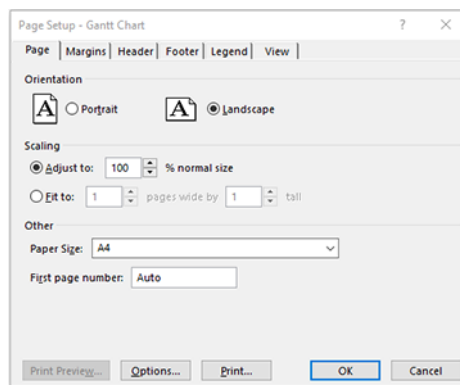 Page Setup - Gantt Chart ? ×
Page Margins Header Footer Legend View
Orientation
A Portrait A Landscape
Scaling
Adjust to: 100 % normal size
Fit to: 1 pages wide by 1 tall
Other
Paper Size: A4
First page number: Auto
Print Preview... Options... Print... OK Cancel